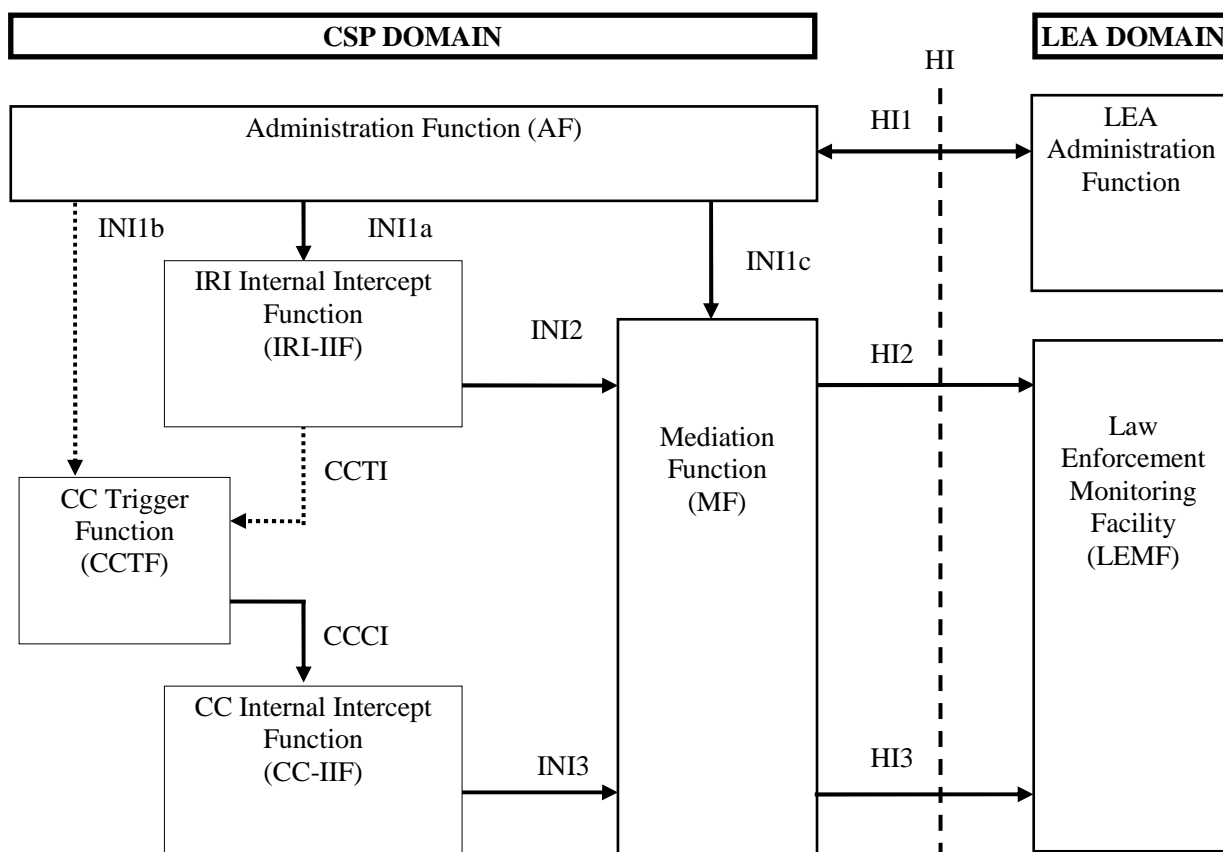 CSP DOMAIN
LEA DOMAIN
HI
Administration Function (AF)
HI1
LEA
Administration
Function
INI1b
INI1a
INI1c
IRI Internal Intercept
Function
(IRI-IIF)
INI2
HI2
CCTI
Mediation
Function
(MF)
Law
Enforcement
Monitoring
Facility
(LEMF)
CC Trigger
Function
(CCTF)
CCCI
CC Internal Intercept
Function
(CC-IIF)
INI3
HI3